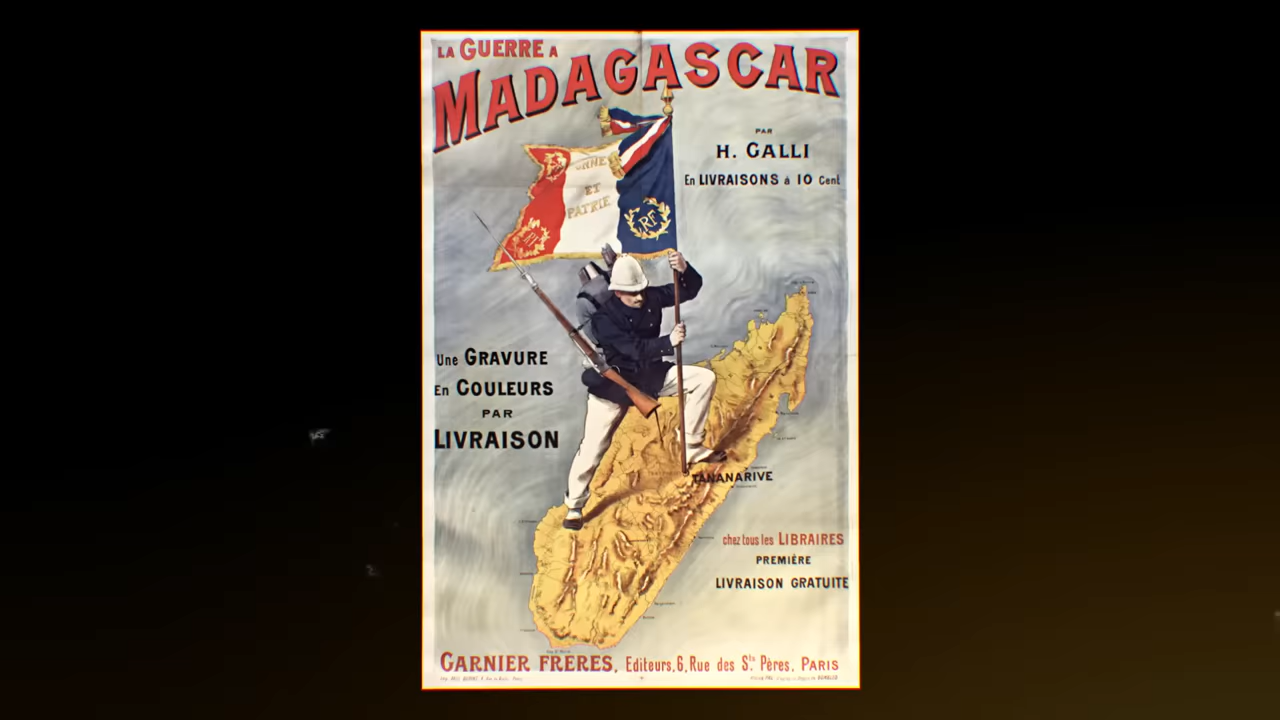 LA GUERRE A
MADAGASCAR
PAR
H. GALLI
En LIVRAISONS à 10 Cent
ET
PATRIE
RF
Une GRAVURE
En COULEURS
PAR
LIVRAISON
TANANARIVE
chez tous les LIBRAIRES
PREMIÈRE
LIVRAISON GRATUITE
GARNIER FRERES, Editeurs, 6, Rue des Sts Pères, PARIS